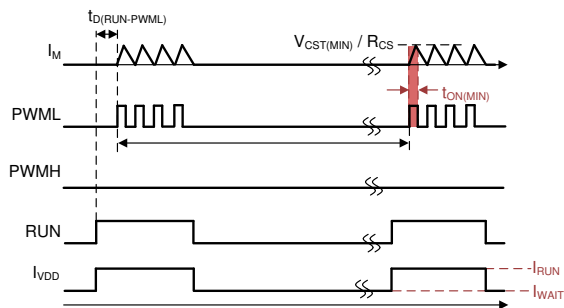 tD(RUN-PWML)
IM
VCST(MIN) / RCS
tON(MIN)
PWML
PWMH
RUN
IVDD
IRUN
IWAIT